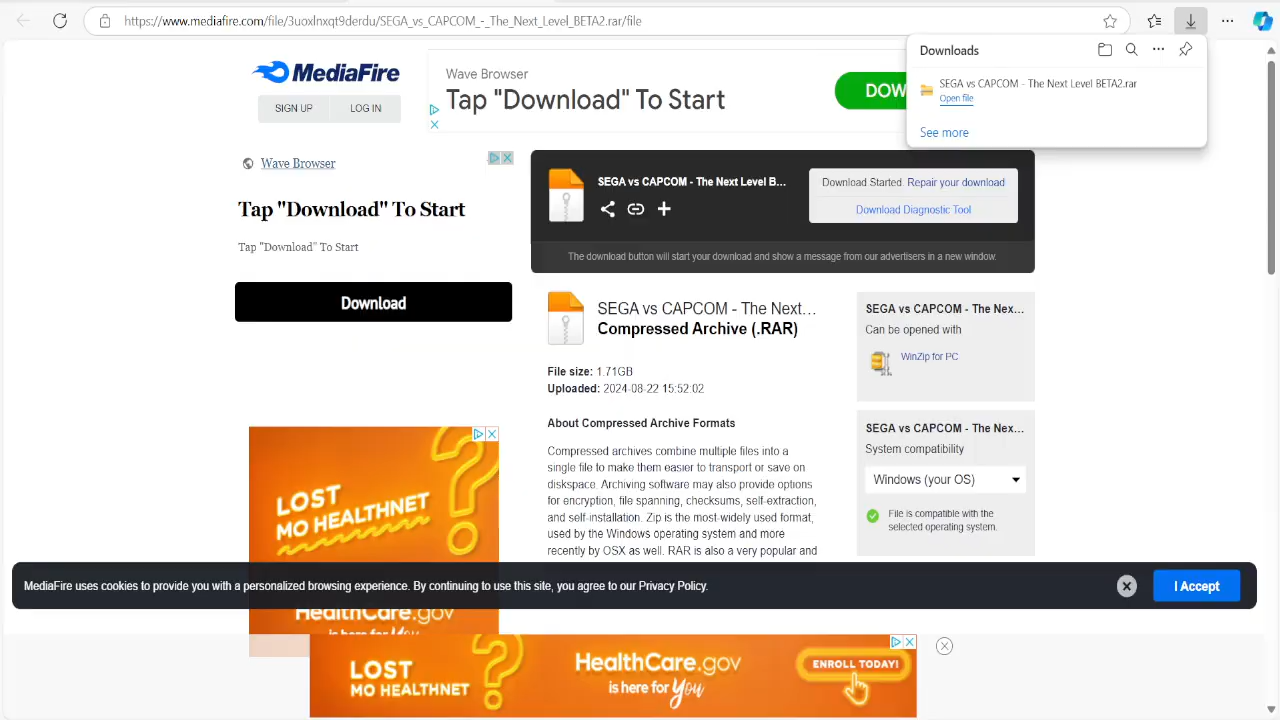 https://www.mediafire.com/file/3uoxlnxqt9derdu/SEGA_vs_CAPCOM_-_The_Next_Level_BETA2.rar/file
Downloads
SEGA vs CAPCOM - The Next Level BETA2.rar
Open file
See more
MediaFire
SIGN UP
LOG IN
Wave Browser
Tap "Download" To Start
DOW
Wave Browser
Tap "Download" To Start
Tap "Download" To Start
Download
SEGA vs CAPCOM - The Next Level B...
Download Started Repair your download
Download Diagnostic Tool
The download button will start your download and show a message from our advertisers in a new window.
SEGA vs CAPCOM - The Next...
Compressed Archive (.RAR)
File size: 1.71GB
Uploaded: 2024-08-22 15:52:02
About Compressed Archive Formats
Compressed archives combine multiple files into a
single file to make them easier to transport or save on
diskspace. Archiving software may also provide options
for encryption, file spanning, checksums, self-extraction,
and self-installation. Zip is the most-widely used format,
used by the Windows operating system and more
recently by OSX as well. RAR is also a very popular and
SEGA vs CAPCOM - The Nex...
Can be opened with
WinZip for PC
SEGA vs CAPCOM - The Nex...
System compatibility
Windows (your OS)
File is compatible with the
selected operating system.
LOST
MO HEALTHNET
?
MediaFire uses cookies to provide you with a personalized browsing experience. By continuing to use this site, you agree to our Privacy Policy.
I Accept
HealthCare.gov
is here for You
LOST
MO HEALTHNET
?
HealthCare.gov
is here for You
ENROLL TODAY!